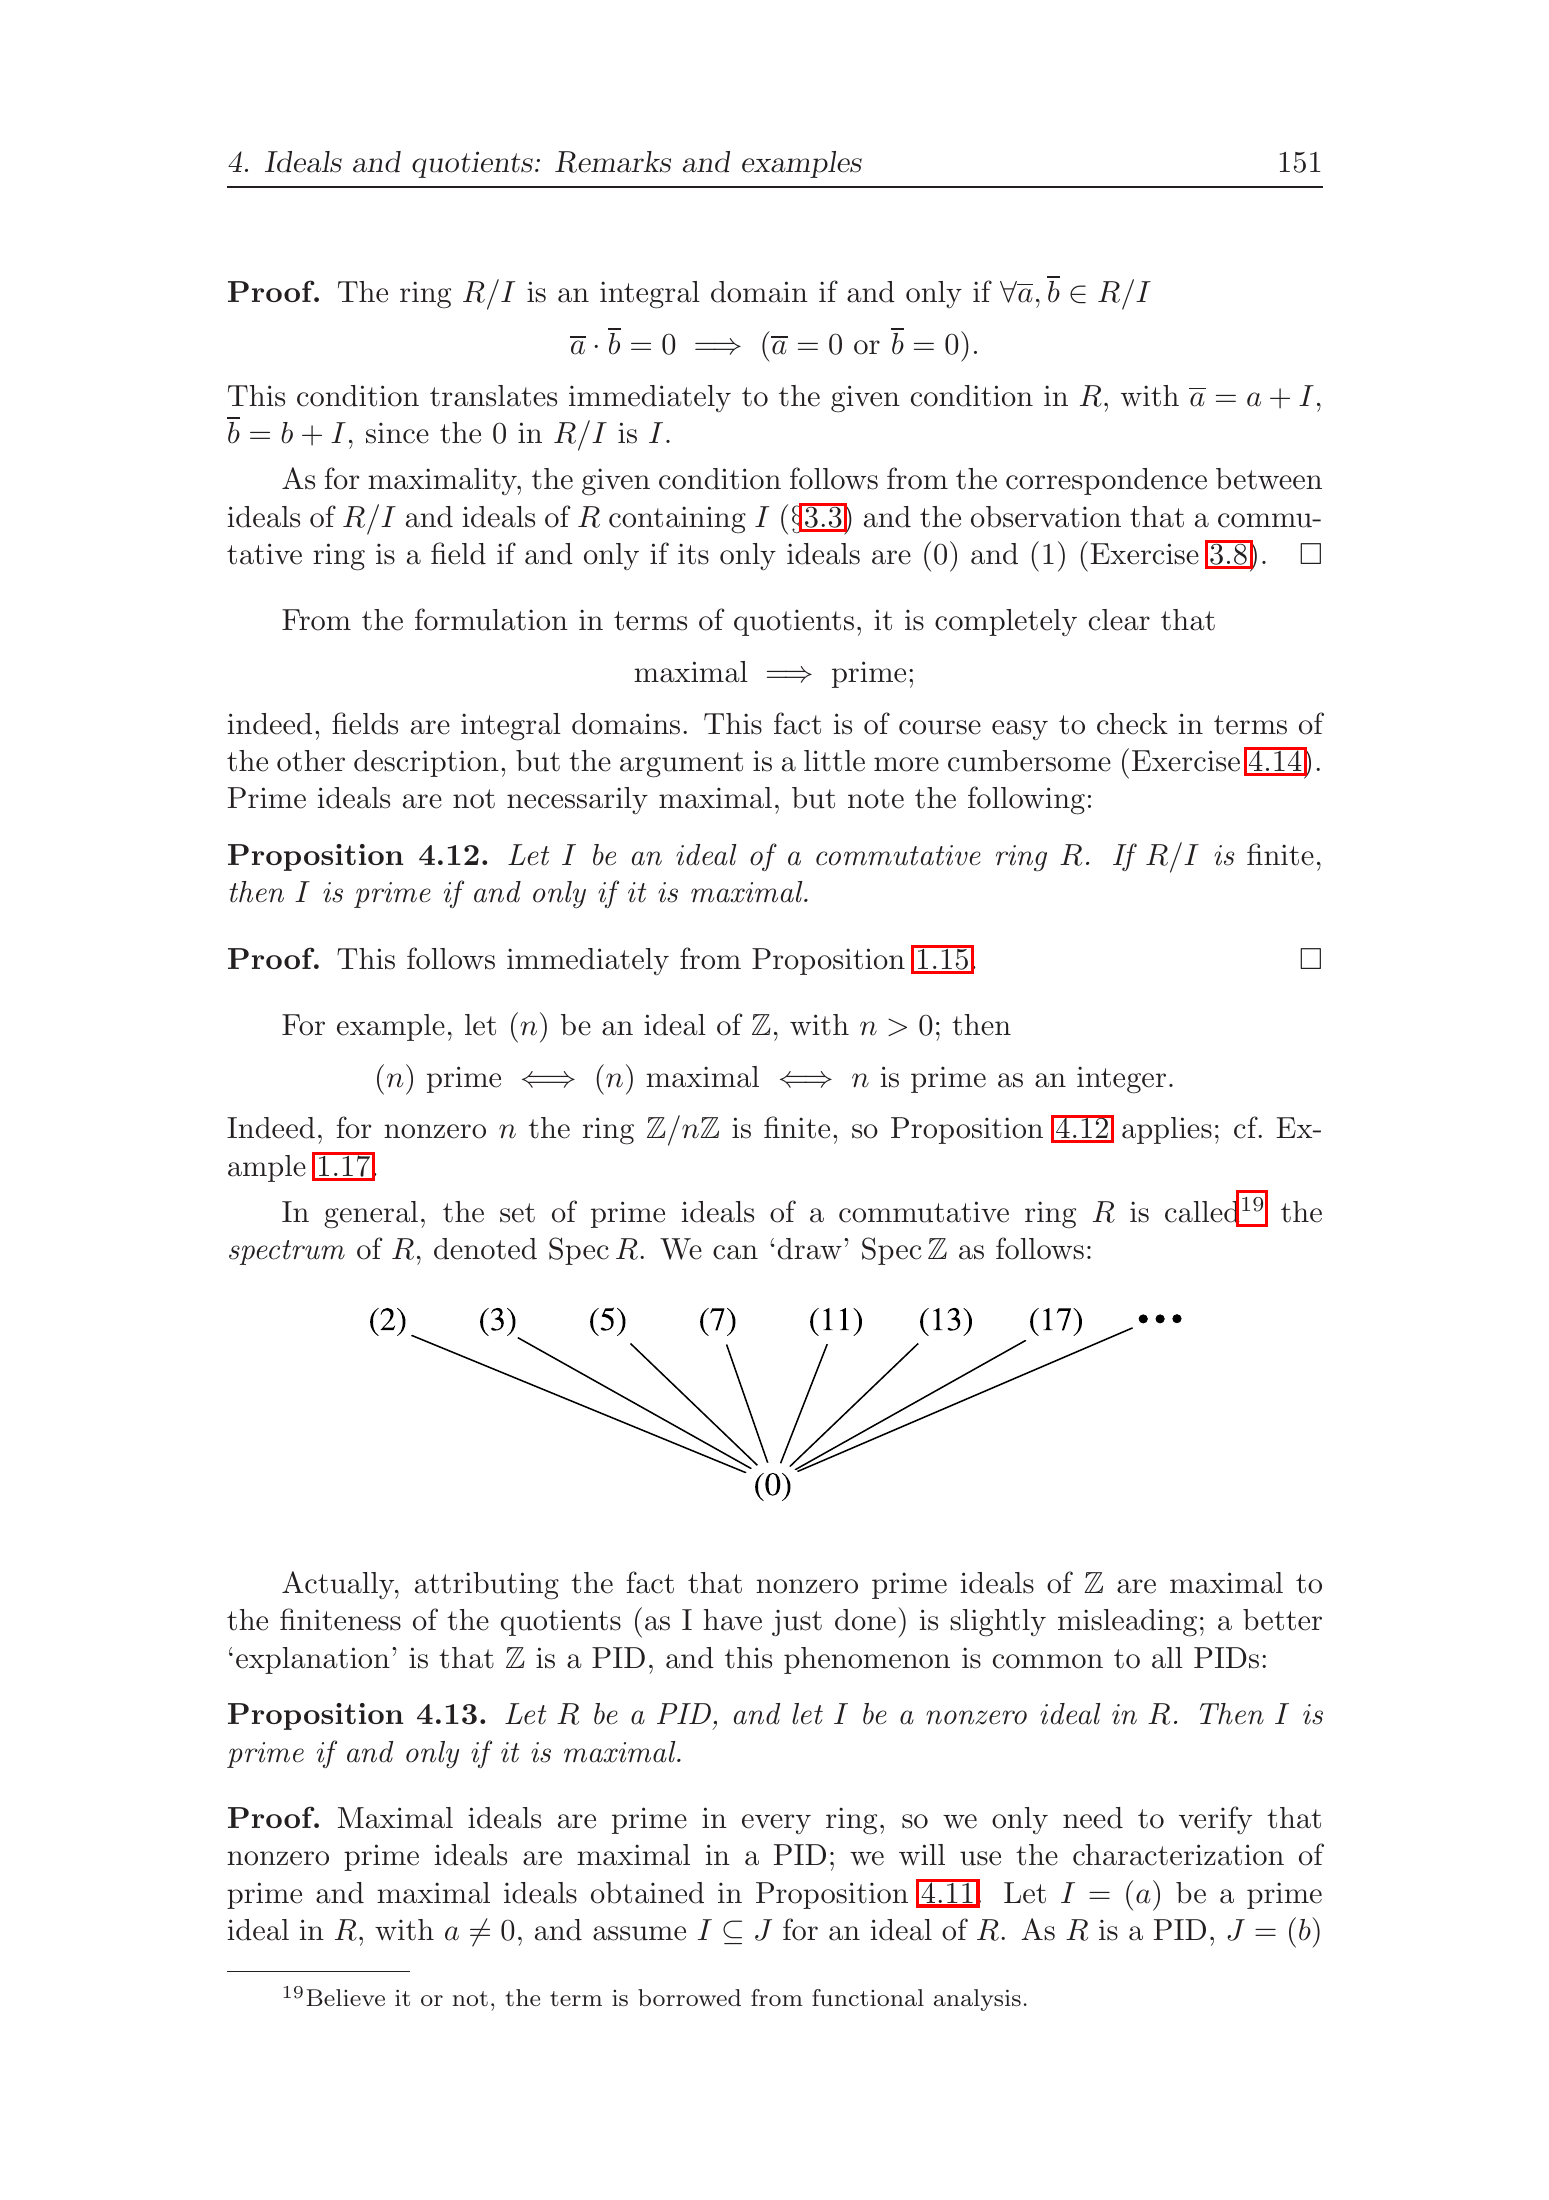 4. Ideals and quotients: Remarks and examples 151
Proof. The ring R/I is an integral domain if and only if ∀a̅, b̅ ∈ R/I
a̅ · b̅ = 0 ⟹ (a̅ = 0 or b̅ = 0).
This condition translates immediately to the given condition in R, with a̅ = a + I,
b̅ = b + I, since the 0 in R/I is I.
As for maximality, the given condition follows from the correspondence between
ideals of R/I and ideals of R containing I (§3.3) and the observation that a commu-
tative ring is a field if and only if its only ideals are (0) and (1) (Exercise 3.8). □
From the formulation in terms of quotients, it is completely clear that
maximal ⟹ prime;
indeed, fields are integral domains. This fact is of course easy to check in terms of
the other description, but the argument is a little more cumbersome (Exercise 4.14).
Prime ideals are not necessarily maximal, but note the following:
Proposition 4.12. Let I be an ideal of a commutative ring R. If R/I is finite,
then I is prime if and only if it is maximal.
Proof. This follows immediately from Proposition 1.15. □
For example, let (n) be an ideal of ℤ, with n > 0; then
(n) prime ⟺ (n) maximal ⟺ n is prime as an integer.
Indeed, for nonzero n the ring ℤ/nℤ is finite, so Proposition 4.12 applies; cf. Ex-
ample 1.17.
In general, the set of prime ideals of a commutative ring R is called¹⁹ the
spectrum of R, denoted Spec R. We can ‘draw’ Spec ℤ as follows:
(2) (3) (5) (7) (11) (13) (17) •••
(0)
Actually, attributing the fact that nonzero prime ideals of ℤ are maximal to
the finiteness of the quotients (as I have just done) is slightly misleading; a better
‘explanation’ is that ℤ is a PID, and this phenomenon is common to all PIDs:
Proposition 4.13. Let R be a PID, and let I be a nonzero ideal in R. Then I is
prime if and only if it is maximal.
Proof. Maximal ideals are prime in every ring, so we only need to verify that
nonzero prime ideals are maximal in a PID; we will use the characterization of
prime and maximal ideals obtained in Proposition 4.11. Let I = (a) be a prime
ideal in R, with a ≠ 0, and assume I ⊆ J for an ideal of R. As R is a PID, J = (b)
¹⁹Believe it or not, the term is borrowed from functional analysis.